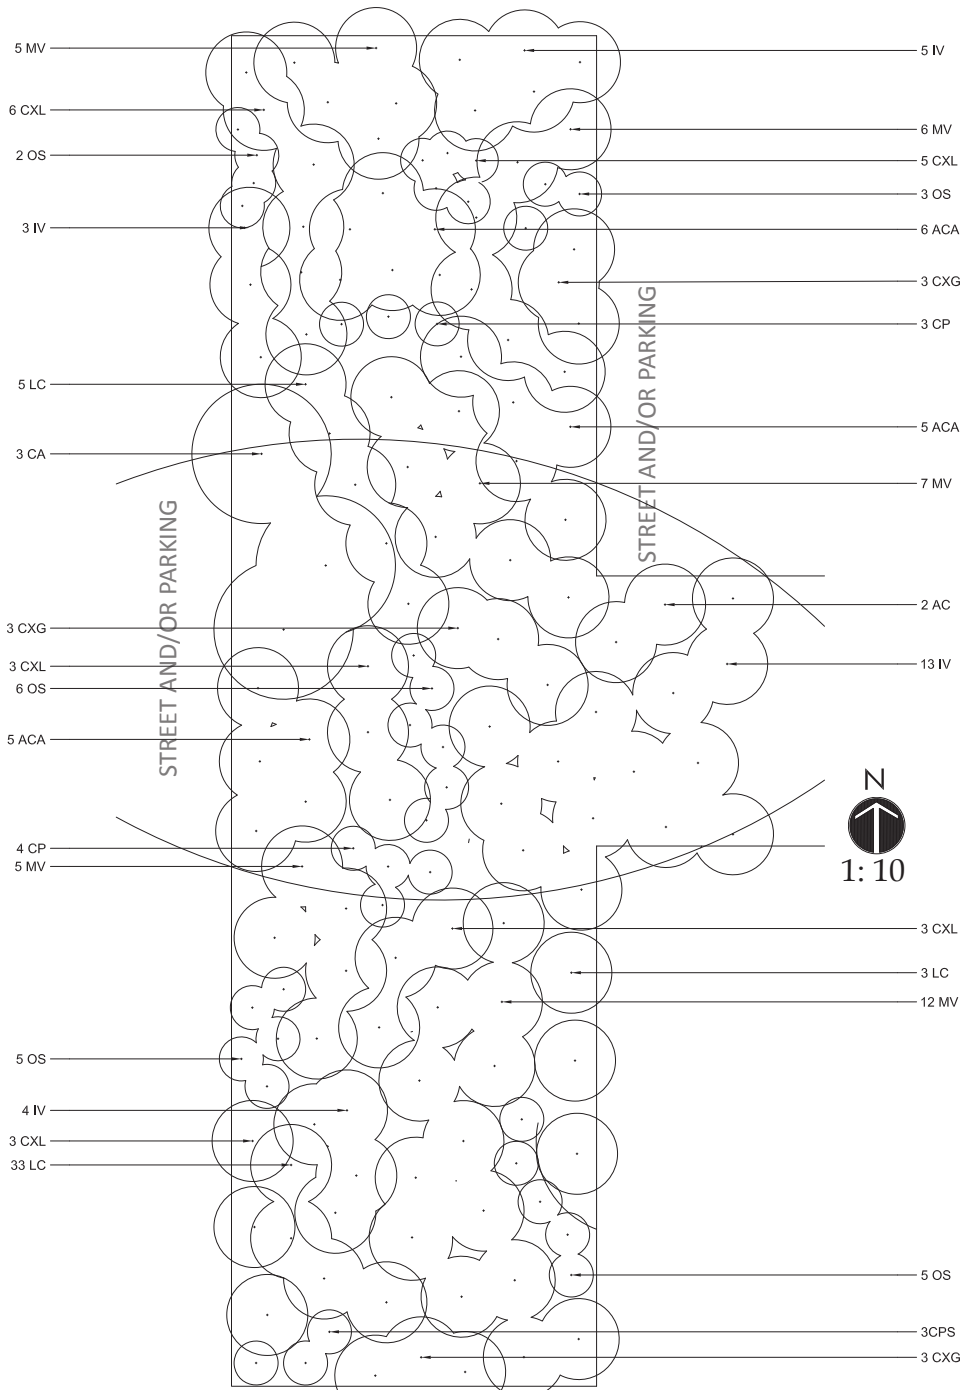 5 MV
6 CXL
2 OS
3 IV
5 LC
3 CA
STREET AND/OR PARKING
3 CXG
3 CXL
6 OS
5 ACA
4 CP
5 MV
5 OS
4 IV
3 CXL
33 LC
5 IV
6 MV
5 CXL
3 OS
6 ACA
3 CXG
3 CP
STREET AND/OR PARKING
5 ACA
7 MV
2 AC
13 IV
N
1: 10
3 CXL
3 LC
12 MV
5 OS
3CPS
3 CXG